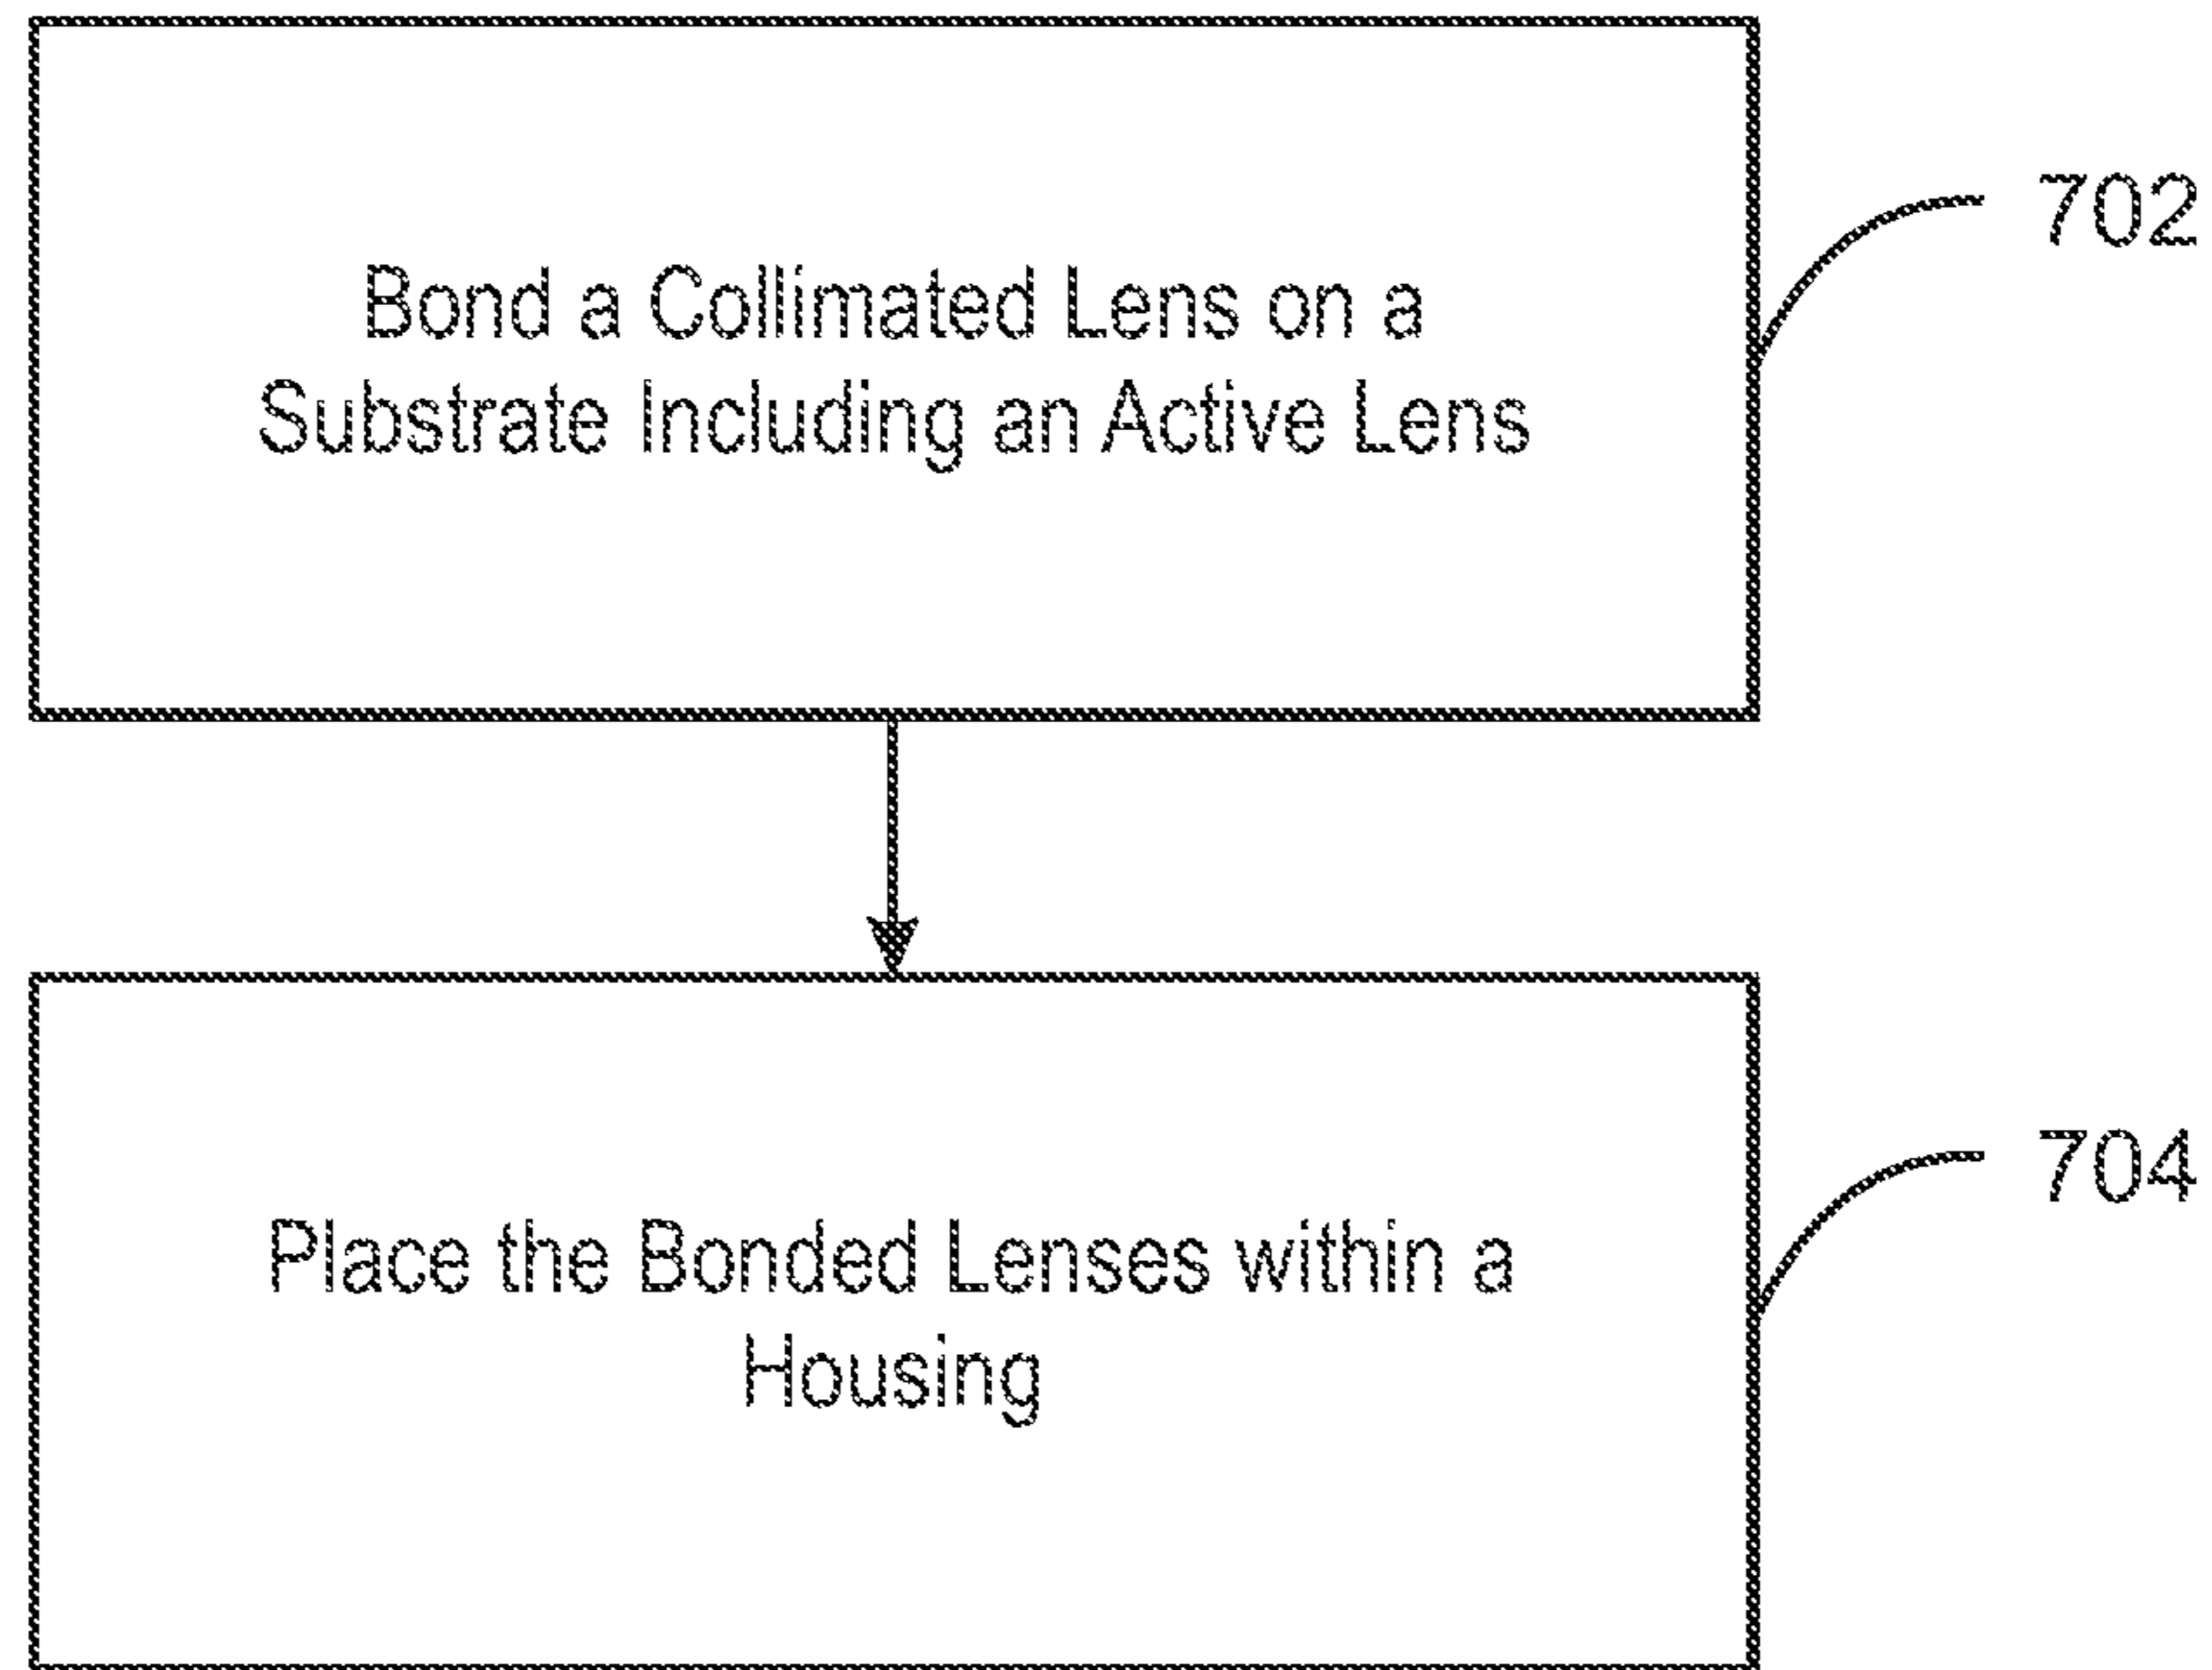 Bond a Collimated Lens on a
Substrate Including an Active Lens
702
Place the Bonded Lenses within a
Housing
704